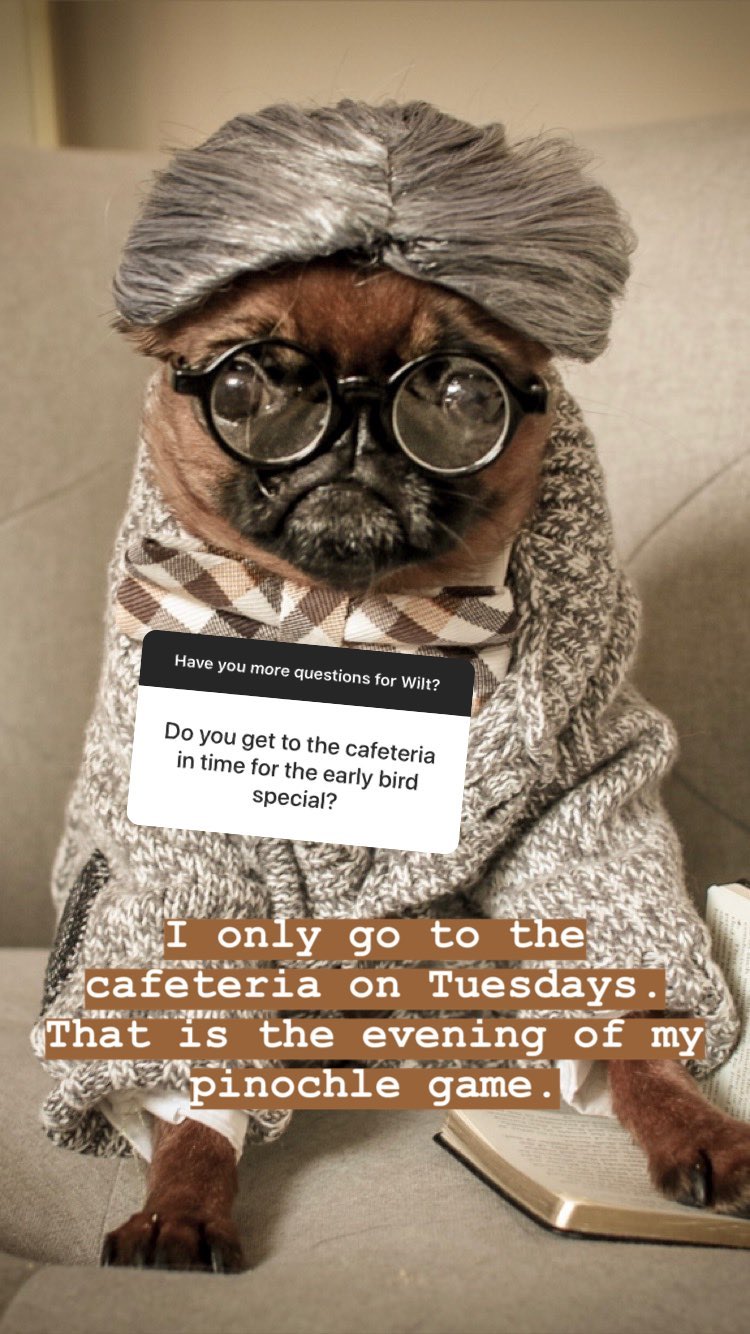 Have you more questions for Wilt?
Do you get to the cafeteria
in time for the early bird
special?
I only go to the
cafeteria on Tuesdays.
That is the evening of my
pinochle game.